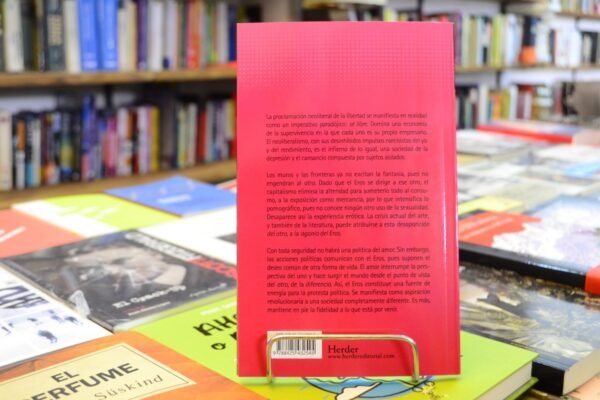 La proclamación neoliberal de la libertad se manifiesta en realidad
como un imperativo paradójico: sé libre. Domina una economía
de la supervivencia en la que cada uno es su propio empresario.
El neoliberalismo, con sus desinhibidos impulsos narcisistas del yo
y del rendimiento, es el infierno de lo igual, una sociedad de la
depresión y el cansancio compuesta por sujetos aislados.
Los muros y las fronteras ya no excitan la fantasía, pues no
engendran al otro. Dado que el Eros se dirige a ese otro, el
capitalismo elimina la alteridad para someterlo todo al consu-
mo, a la exposición como mercancía, por lo que intensifica lo
pornográfico, pues no conoce ningún otro uso de la sexualidad.
Desaparece así la experiencia erótica. La crisis actual del arte,
y también de la literatura, puede atribuirse a esta desaparición
del otro, a la agonía del Eros.
Con toda seguridad no habrá una política del amor. Sin embargo,
las acciones políticas comunican con el Eros, pues suponen el
deseo común de otra forma de vida. El amor interrumpe la pers-
pectiva del uno y hace surgir el mundo desde el punto de vista
del otro, de la diferencia. Así, el Eros constituye una fuente de
energía para la protesta política. Se manifiesta como aspiración
revolucionaria a una sociedad completamente diferente. Es más,
mantiene en pie la fidelidad a lo que está por venir.
Herder
www.herdereditorial.com
EL
PERFUME
Süskind